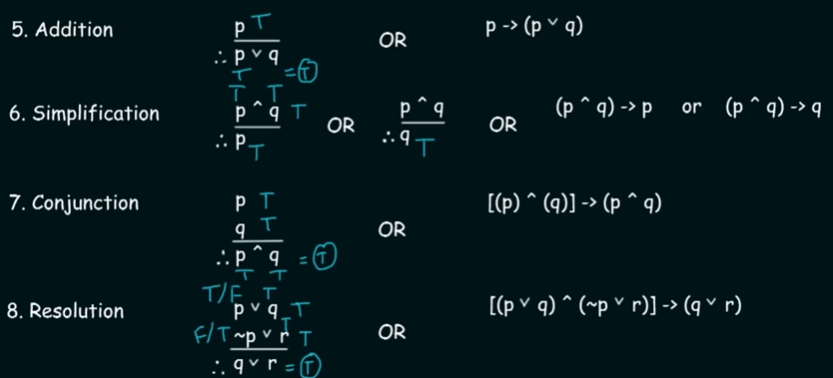 5. Addition p T OR p -> (p ˅ q)
∴ p ˅ q
T = T
T T
6. Simplification p ^ q T OR p ^ q OR (p ^ q) -> p or (p ^ q) -> q
∴ p T ∴ q T
7. Conjunction p T [(p) ^ (q)] -> (p ^ q)
q T OR
∴ p ^ q = T
T T
T/F T
8. Resolution p ˅ q T [(p ˅ q) ^ (~p ˅ r)] -> (q ˅ r)
F/T ~p ˅ r T T OR
∴ q ˅ r = T